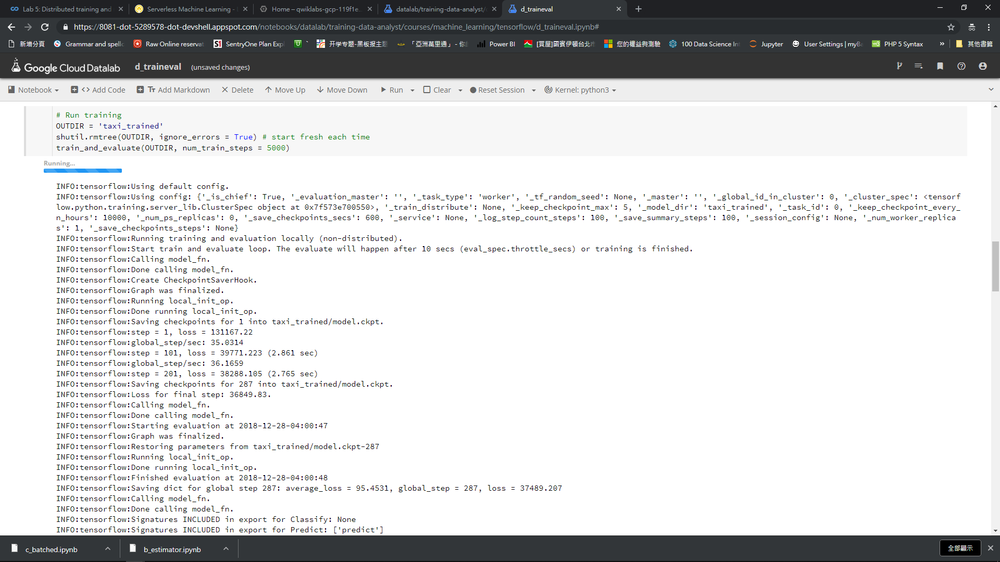 Lab 5: Distributed training and
Serverless Machine Learning -
Home – qwiklabs-gcp-119f1e
datalab/training-data-analyst/
d_traineval
https://8081-dot-5289578-dot-devshell.appspot.com/notebooks/datalab/training-data-analyst/courses/machine_learning/tensorflow/d_traineval.ipynb#
新增分頁
Grammar and spell
Raw Online reserva
S1 SentryOne Plan Expl
U `
开学专题-黑板报主题
「亞洲萬里通」 - 你
Power BI
[買屋]國賓伊頓台北市
您的權益與測驗
100 Data Science In
Jupyter
User Settings | myBa
PHP 5 Syntax
»
其他書籤
Google Cloud Datalab
d_traineval
(unsaved changes)
Notebook
<> Add Code
Tт Add Markdown
Delete
Move Up
Move Down
Run
Clear
Reset Session
Kernel: python3
# Run training
OUTDIR = 'taxi_trained'
shutil.rmtree(OUTDIR, ignore_errors = True) # start fresh each time
train_and_evaluate(OUTDIR, num_train_steps = 5000)
Running...
INFO:tensorflow:Using default config.
INFO:tensorflow:Using config: {'_is_chief': True, '_evaluation_master': '', '_task_type': 'worker', '_tf_random_seed': None, '_master': '', '_global_id_in_cluster': 0, '_cluster_spec': <tensorf
low.python.training.server_lib.ClusterSpec object at 0x7f573e700550>, '_train_distribute': None, '_keep_checkpoint_max': 5, '_model_dir': 'taxi_trained', '_task_id': 0, '_keep_checkpoint_every_
n_hours': 10000, '_num_ps_replicas': 0, '_save_checkpoints_secs': 600, '_service': None, '_log_step_count_steps': 100, '_save_summary_steps': 100, '_session_config': None, '_num_worker_replica
s': 1, '_save_checkpoints_steps': None}
INFO:tensorflow:Running training and evaluation locally (non-distributed).
INFO:tensorflow:Start train and evaluate loop. The evaluate will happen after 10 secs (eval_spec.throttle_secs) or training is finished.
INFO:tensorflow:Calling model_fn.
INFO:tensorflow:Done calling model_fn.
INFO:tensorflow:Create CheckpointSaverHook.
INFO:tensorflow:Graph was finalized.
INFO:tensorflow:Running local_init_op.
INFO:tensorflow:Done running local_init_op.
INFO:tensorflow:Saving checkpoints for 1 into taxi_trained/model.ckpt.
INFO:tensorflow:step = 1, loss = 131167.22
INFO:tensorflow:global_step/sec: 35.0314
INFO:tensorflow:step = 101, loss = 39771.223 (2.861 sec)
INFO:tensorflow:global_step/sec: 36.1659
INFO:tensorflow:step = 201, loss = 38288.105 (2.765 sec)
INFO:tensorflow:Saving checkpoints for 287 into taxi_trained/model.ckpt.
INFO:tensorflow:Loss for final step: 36849.83.
INFO:tensorflow:Calling model_fn.
INFO:tensorflow:Done calling model_fn.
INFO:tensorflow:Starting evaluation at 2018-12-28-04:00:47
INFO:tensorflow:Graph was finalized.
INFO:tensorflow:Restoring parameters from taxi_trained/model.ckpt-287
INFO:tensorflow:Running local_init_op.
INFO:tensorflow:Done running local_init_op.
INFO:tensorflow:Finished evaluation at 2018-12-28-04:00:48
INFO:tensorflow:Saving dict for global step 287: average_loss = 95.4531, global_step = 287, loss = 37489.207
INFO:tensorflow:Calling model_fn.
INFO:tensorflow:Done calling model_fn.
INFO:tensorflow:Signatures INCLUDED in export for Classify: None
INFO:tensorflow:Signatures INCLUDED in export for Predict: ['predict']
c_batched.ipynb
b_estimator.ipynb
全部顯示